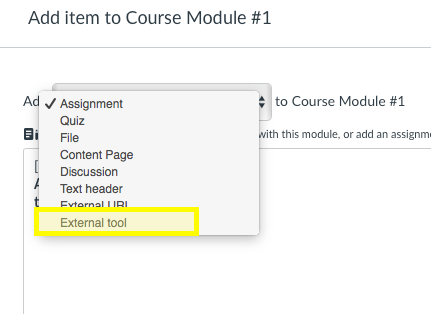 Add item to Course Module #1
Ad
to Course Module #1
✓ Assignment
Quiz
File
Content Page
Discussion
Text header
External URL
External tool
with this module, or add an assignm
[
A
t